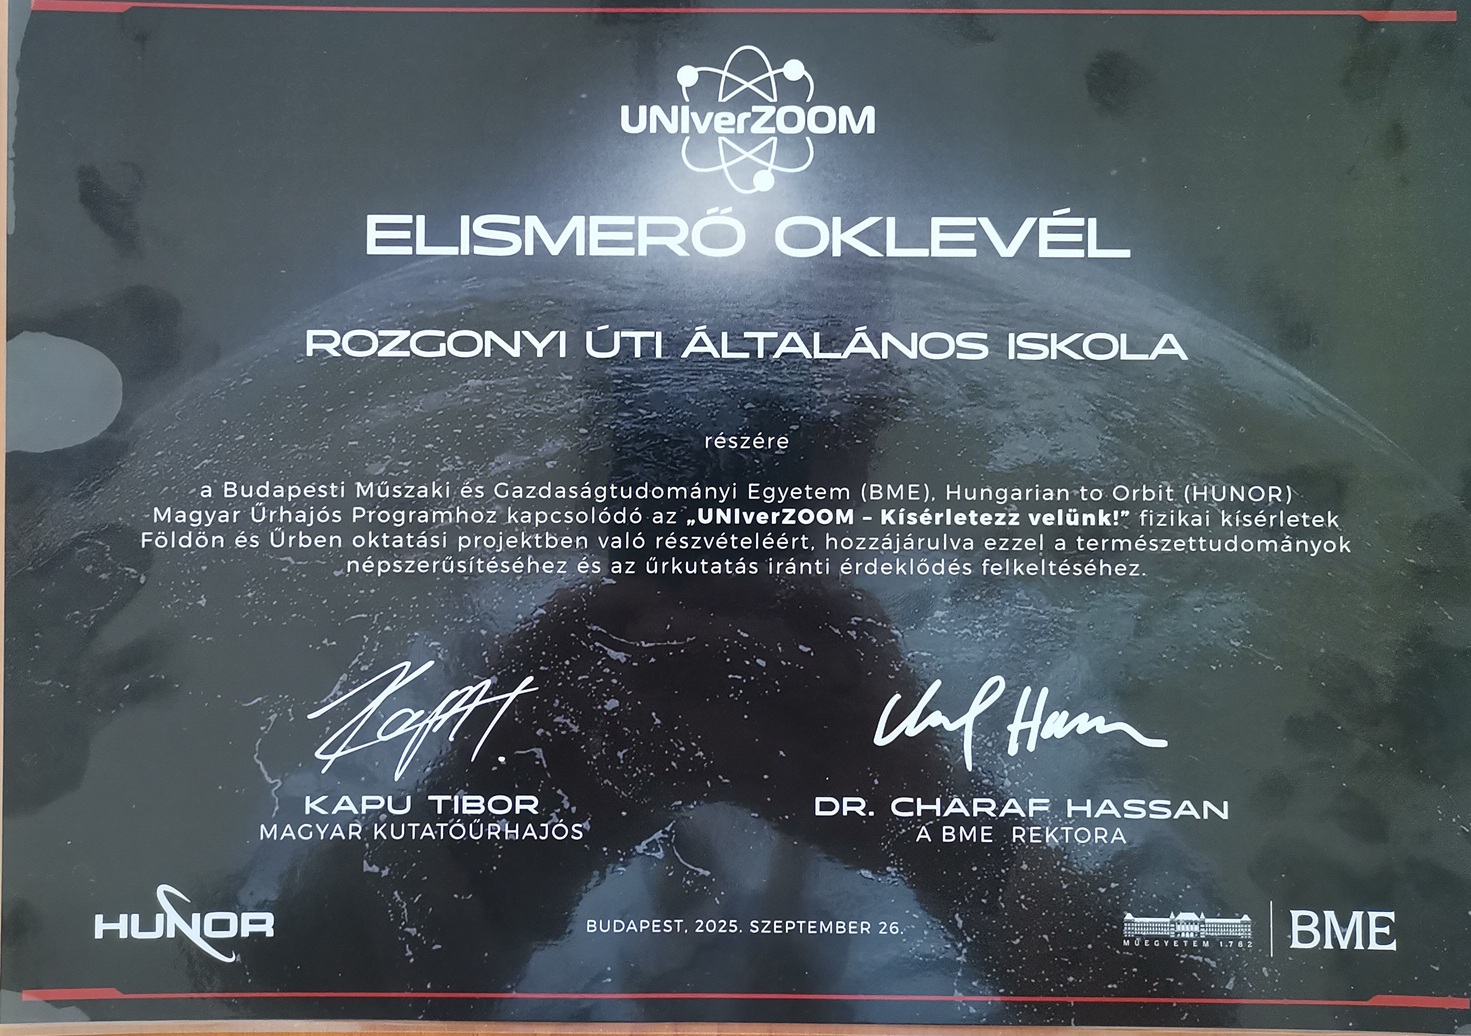 UNIverZOOM
ELISMERŐ OKLEVÉL
ROZGONYI ÚTI ÁLTALÁNOS ISKOLA
részére
a Budapesti Műszaki és Gazdaságtudományi Egyetem (BME), Hungarian to Orbit (HUNOR)
Magyar Űrhajós Programhoz kapcsolódó az „UNIverZOOM – Kísérletezz velünk!” fizikai kísérletek
Földön és Űrben oktatási projektben való részvételéért, hozzájárulva ezzel a természettudományok
népszerűsítéséhez és az űrkutatás iránti érdeklődés felkeltéséhez.
KAPU TIBOR
MAGYAR KUTATÓŰRHAJÓS
DR. CHARAF HASSAN
A BME REKTORA
HUNOR
BUDAPEST, 2025. SZEPTEMBER 26.
MŰEGYETEM 1782
BME